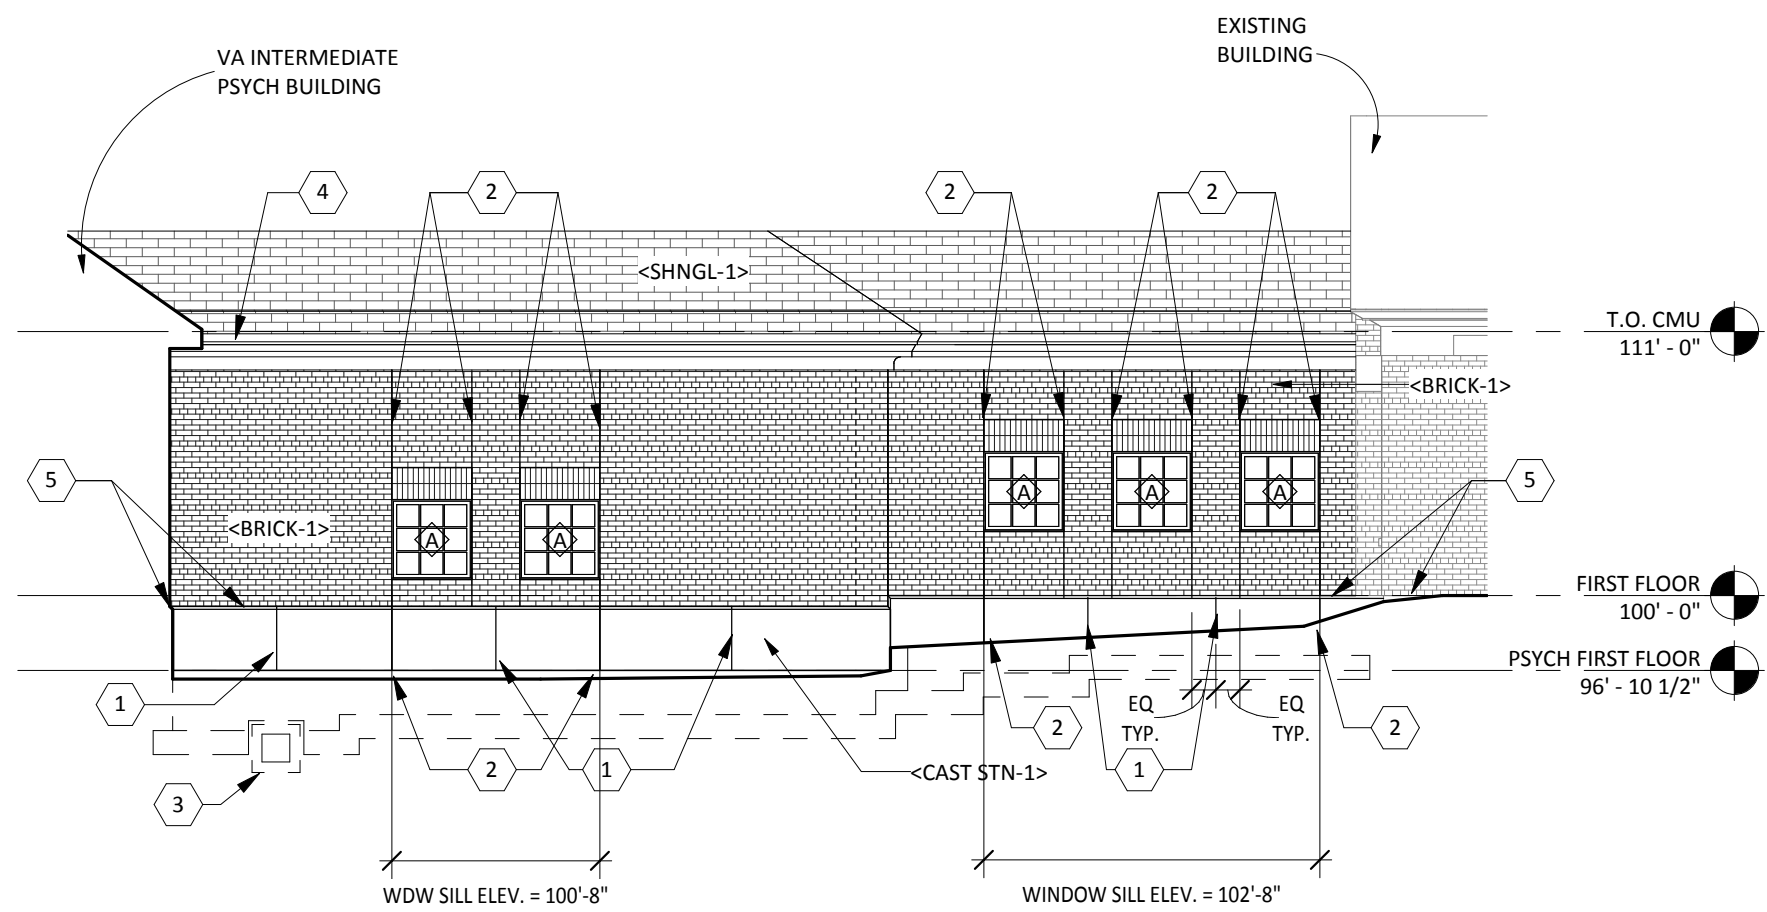 EXISTING
BUILDING
VA INTERMEDIATE
PSYCH BUILDING
4
2
2
2
<SHNGL-1>
T.O. CMU
111' - 0"
<BRICK-1>
5
5
A
A
A
<BRICK-1>
A
A
FIRST FLOOR
100' - 0"
PSYCH FIRST FLOOR
96' - 10 1/2"
1
EQ
TYP.
EQ
TYP.
2
2
2
1
<CAST STN-1>
1
3
WDW SILL ELEV. = 100'-8"
WINDOW SILL ELEV. = 102'-8"